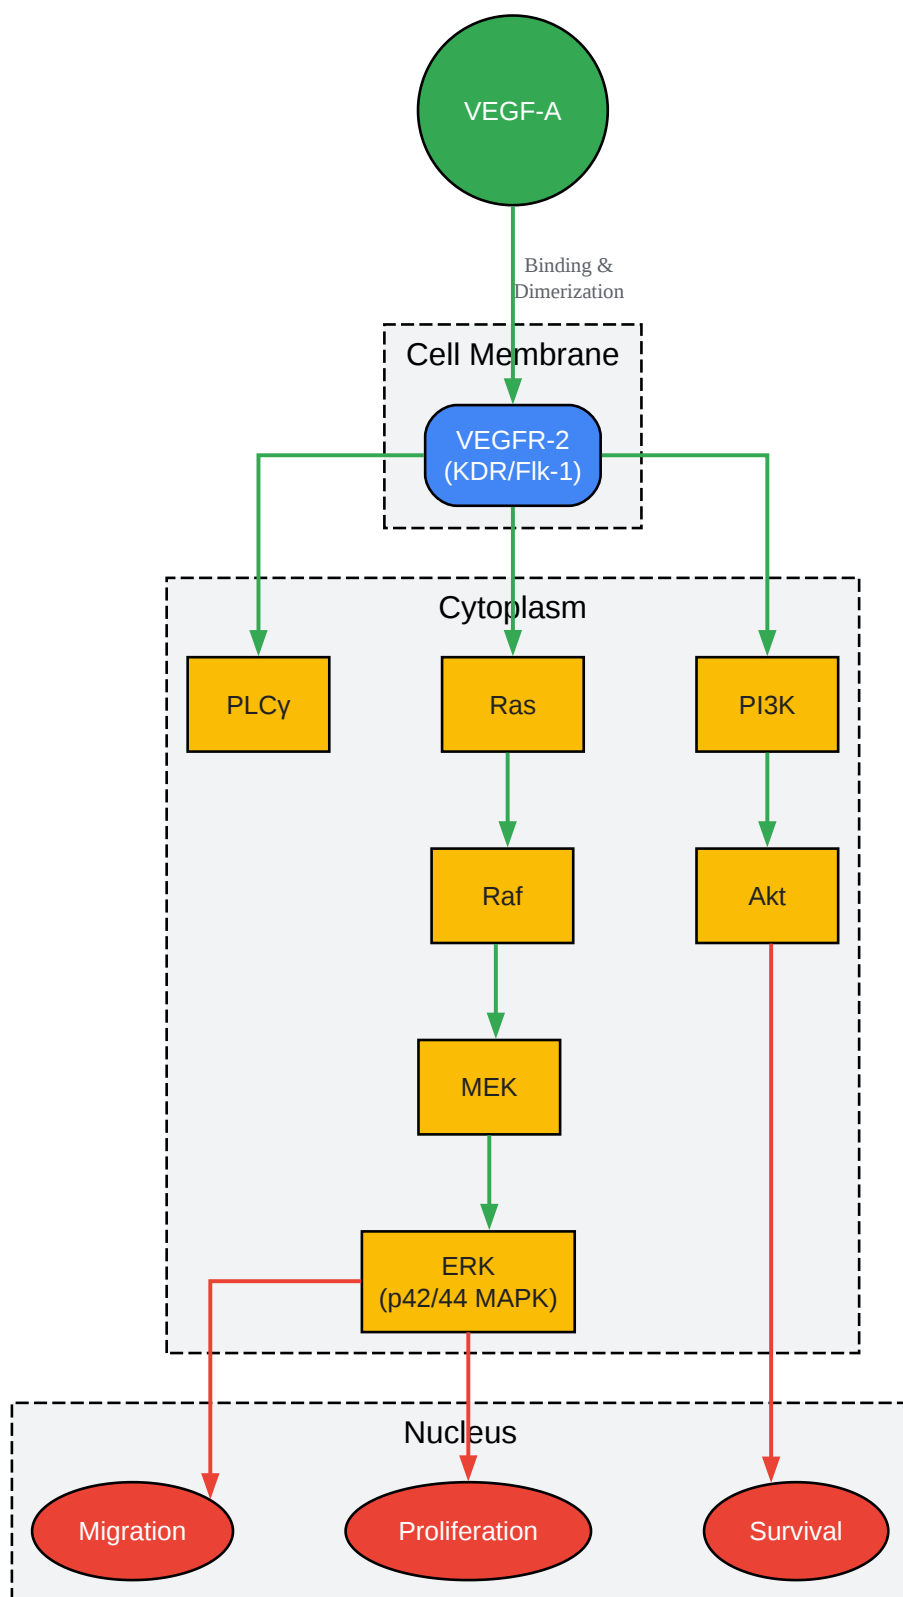 VEGF-A
Binding &
Dimerization
Cell Membrane
VEGFR-2
(KDR/Flk-1)
Cytoplasm
PLCγ
Ras
PI3K
Raf
Akt
MEK
ERK
(p42/44 MAPK)
Nucleus
Migration
Proliferation
Survival